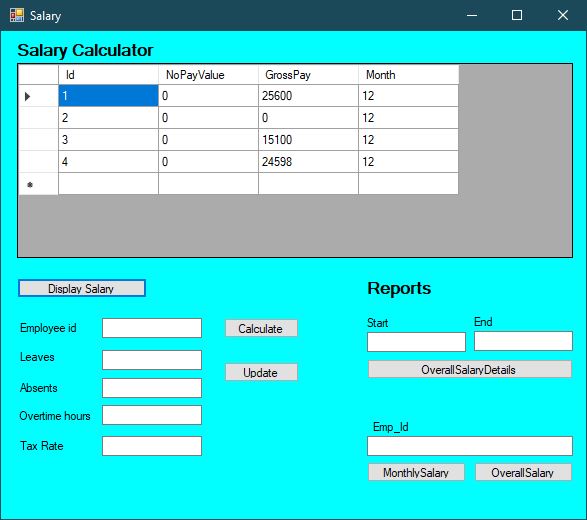 Salary
Salary Calculator
Id NoPayValue GrossPay Month
1 0 25600 12
2 0 0 12
3 0 15100 12
4 0 24598 12
Display Salary
Employee id
Leaves
Absents
Overtime hours
Tax Rate
Calculate
Update
Reports
Start End
OverallSalaryDetails
Emp_Id
MonthlySalary OverallSalary